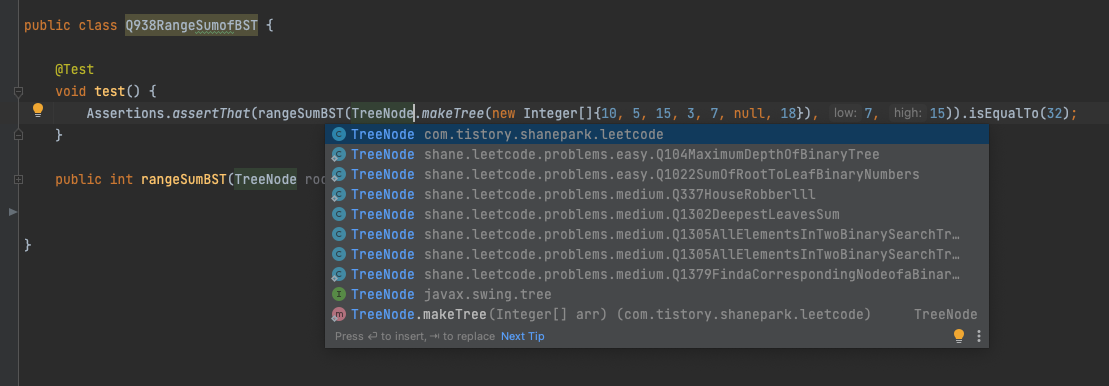 public class Q938RangeSumofBST {
@Test
void test() {
Assertions.assertThat(rangeSumBST(TreeNode.makeTree(new Integer[]{10, 5, 15, 3, 7, null, 18}), low: 7, high: 15)).isEqualTo(32);
TreeNode com.tistory.shanepark.leetcode
}
TreeNode shane.leetcode.problems.easy.Q104MaximumDepthOfBinaryTree
TreeNode shane.leetcode.problems.easy.Q1022SumOfRootToLeafBinaryNumbers
public int rangeSumBST(TreeNode roo
TreeNode shane.leetcode.problems.medium.Q337HouseRobberlll
TreeNode shane.leetcode.problems.medium.Q1302DeepestLeavesSum
TreeNode shane.leetcode.problems.medium.Q1305AllElementsInTwoBinarySearchTr…
}
TreeNode shane.leetcode.problems.medium.Q1305AllElementsInTwoBinarySearchTr…
TreeNode shane.leetcode.problems.medium.Q1379FindaCorrespondingNodeofaBinar…
TreeNode javax.swing.tree
TreeNode.makeTree(Integer[] arr) (com.tistory.shanepark.leetcode) TreeNode
Press ⏎ to insert, ⇥ to replace Next Tip